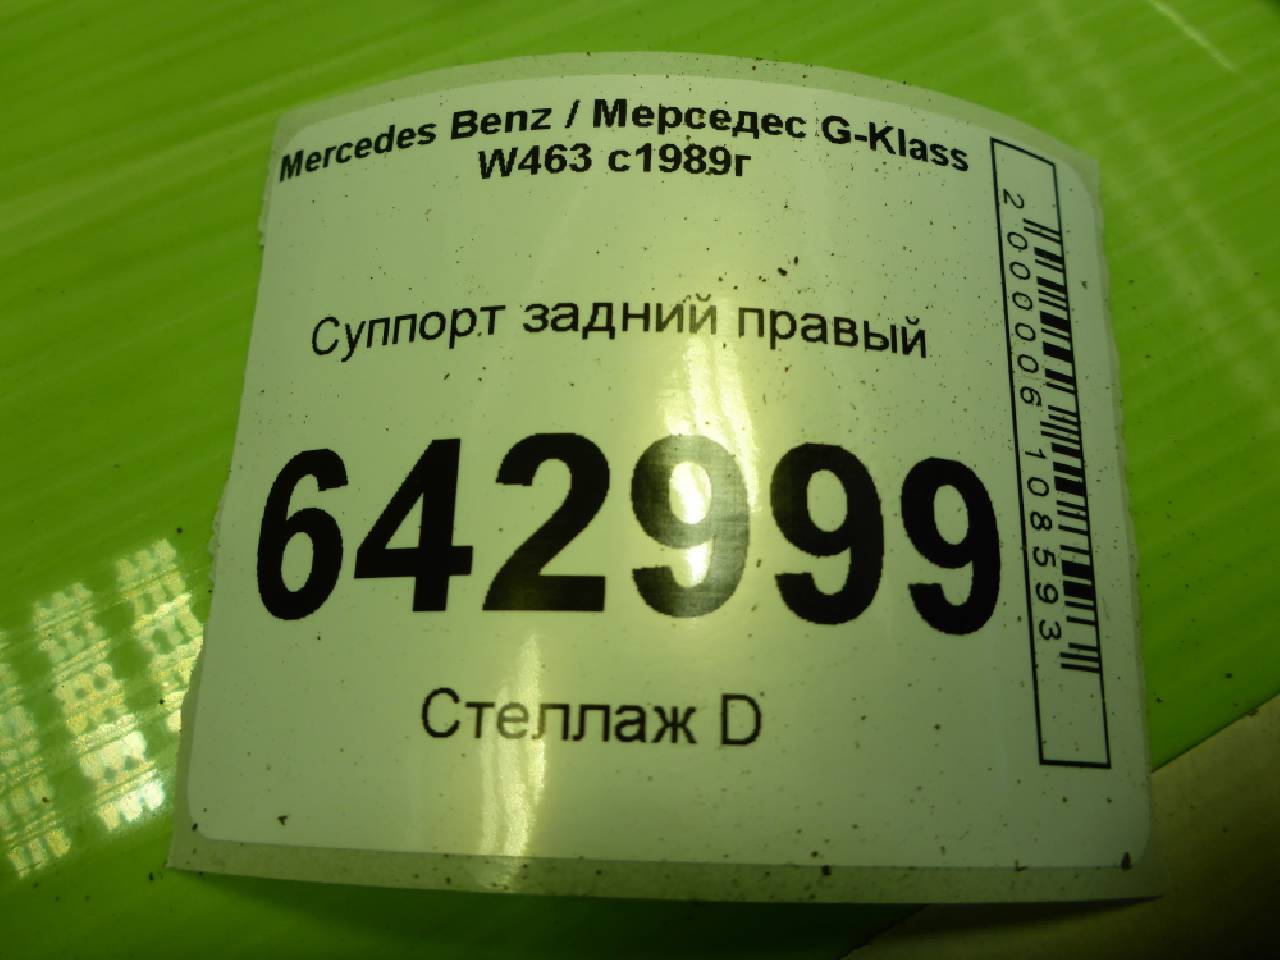 Mercedes Benz / Мерседес G-Klass
W463 с1989г
Суппорт задний правый
642999
Стеллаж D
2000006108593